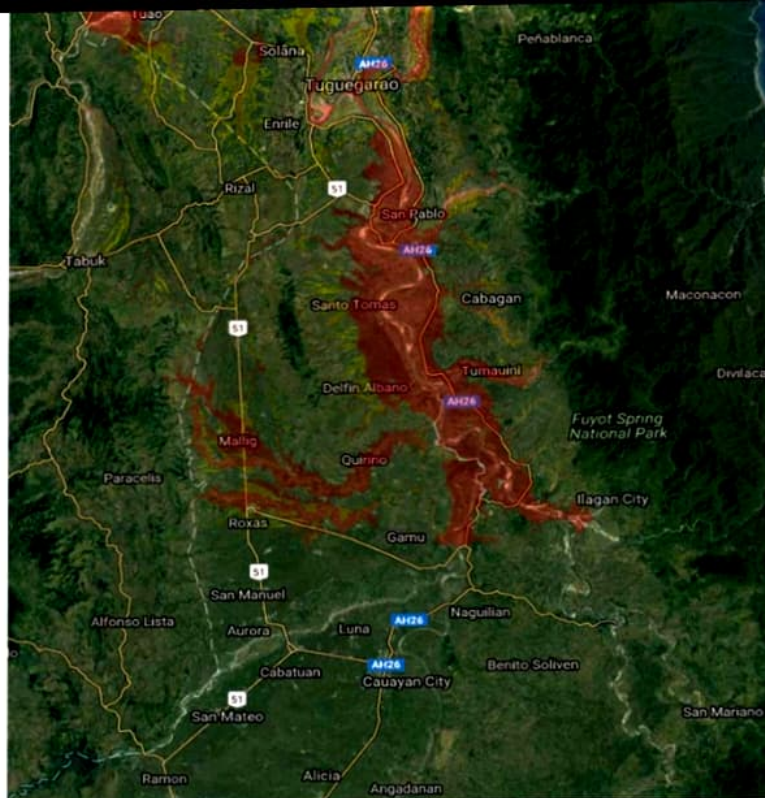 Tuao
Solana
Peñablanca
AH26
Tuguegarao
Enrile
Rizal
51
San Pablo
AH26
Tabuk
Santo Tomas
Cabagan
Maconacon
51
Tumauini
Divilaca
Delfin Albano
AH26
Fuyot Spring
National Park
Mallig
Quirino
Paracelis
Ilagan City
Roxas
Gamu
51
San Manuel
Naguilian
Alfonso Lista
AH26
Aurora
Luna
Cabatuan
AH26
Benito Soliven
Cauayan City
51
San Mateo
San Mariano
Ramon
Alicia
Angadanan